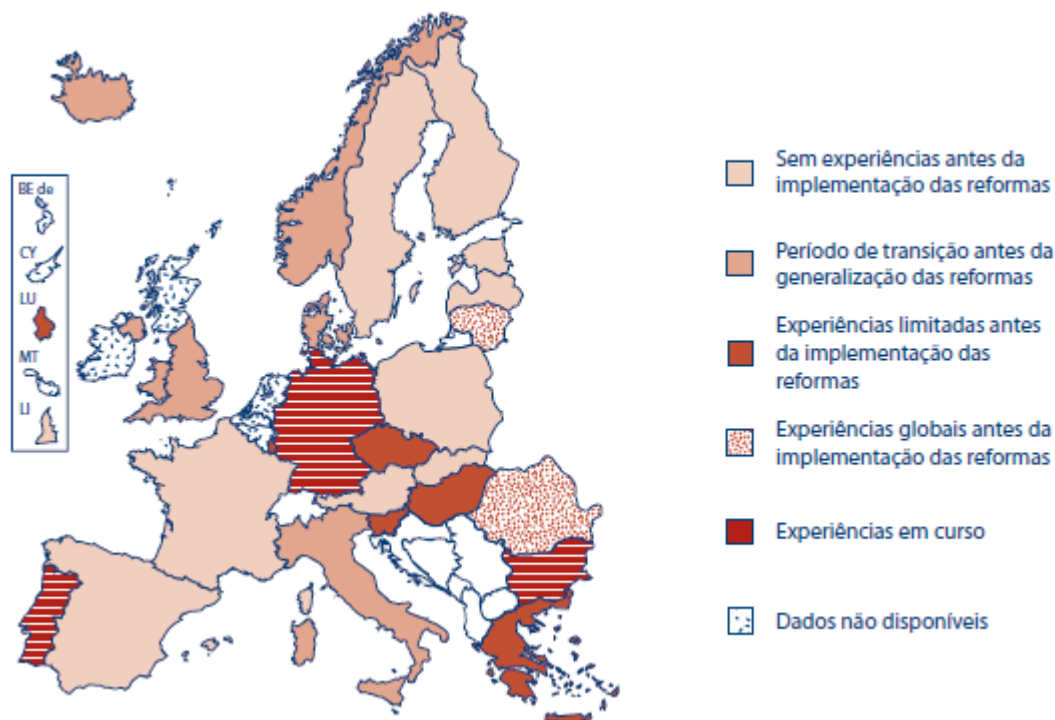 BE de
CY
LU
MT
LI
Sem experiências antes da
implementação das reformas
Período de transição antes da
generalização das reformas
Experiências limitadas antes
da implementação das
reformas
Experiências globais antes da
implementação das reformas
Experiências em curso
Dados não disponíveis